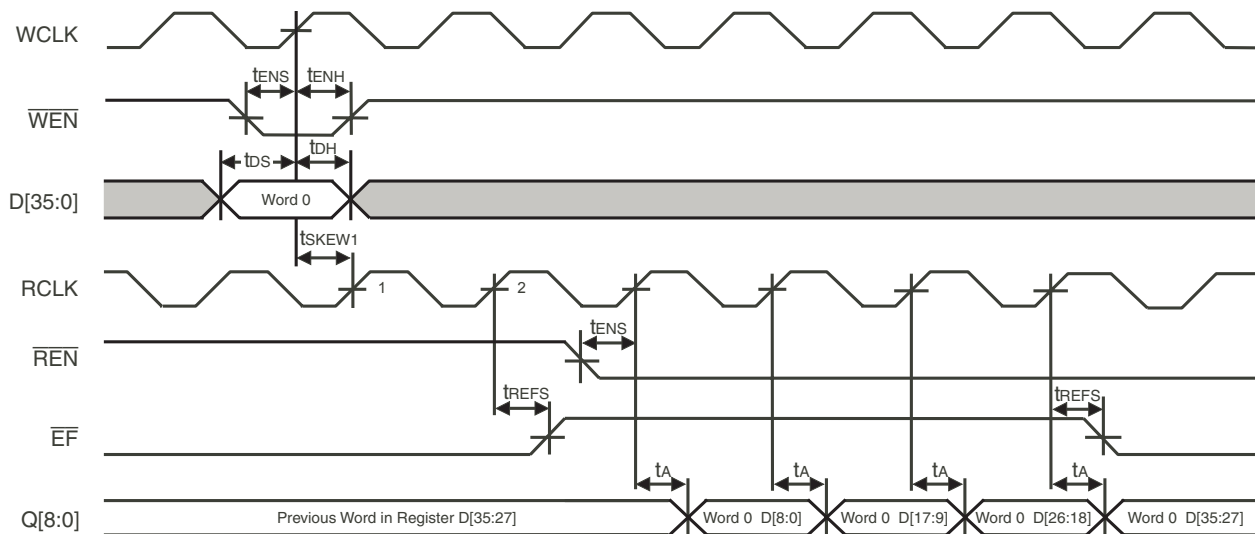 WCLK
tENS tENH
WEN
tDS tDH
D[35:0] Word 0
tSKEW1
RCLK 1 2
tENS
REN
tREFS tREFS
EF
tA tA tA tA
Q[8:0] Previous Word in Register D[35:27] Word 0 D[8:0] Word 0 D[17:9] Word 0 D[26:18] Word 0 D[35:27]